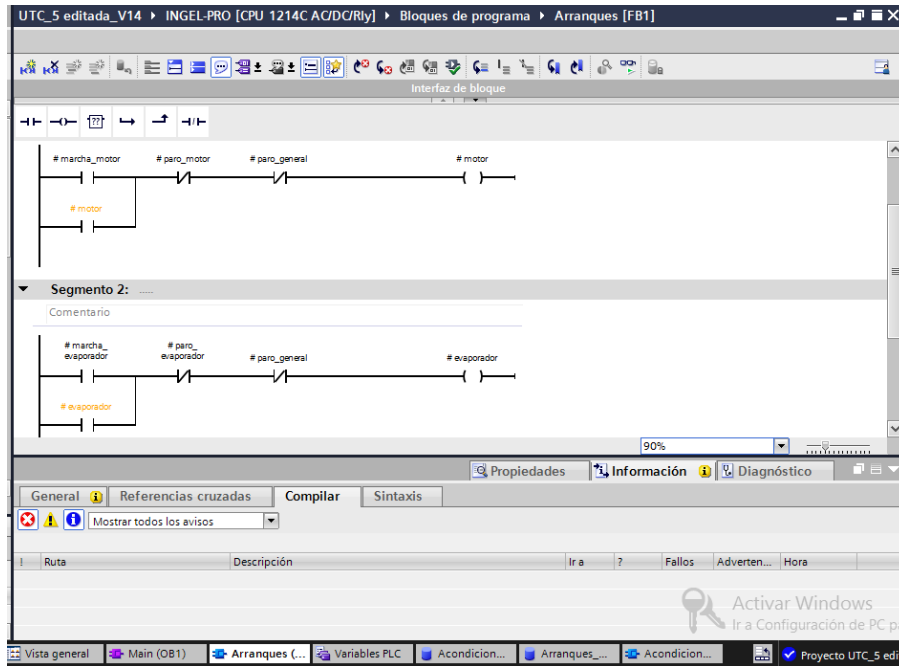 UTC_5 editada_V14 ▸ INGEL-PRO [CPU 1214C AC/DC/Rly] ▸ Bloques de programa ▸ Arranques [FB1]
Interfaz de bloque
??
# marcha_motor # paro_motor # paro_general # motor
# motor
Segmento 2: .....
Comentario
# marcha_ evaporador # paro_ evaporador # paro_general # evaporador
# evaporador
90%
Propiedades Información Diagnóstico
General Referencias cruzadas Compilar Sintaxis
Mostrar todos los avisos
! Ruta Descripción Ir a ? Fallos Adverten... Hora
Activar Windows
Ir a Configuración de PC p
Vista general Main (OB1) Arranques (... Variables PLC Acondicion... Arranques_... Acondicion... Proyecto UTC_5 edi